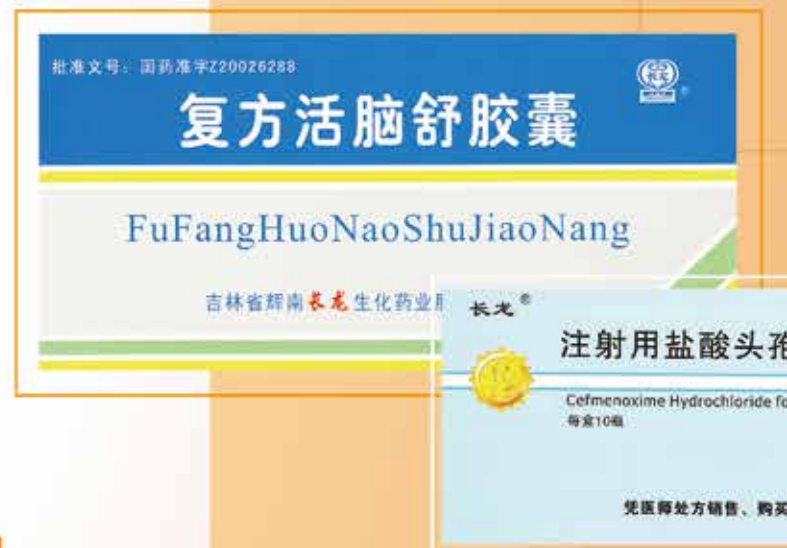 批准文号：国药准字Z20026288
复方活脑舒胶囊
FuFangHuoNaoShuJiaoNang
吉林省辉南长龙生化药业
长龙®
注射用盐酸头孢
Cefmenoxime Hydrochloride fo
每盒10瓶
凭医师处方销售、购买